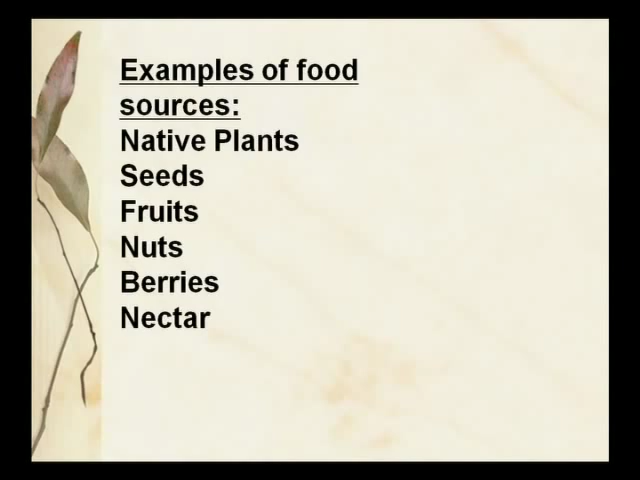 Examples of food
sources:
Native Plants
Seeds
Fruits
Nuts
Berries
Nectar